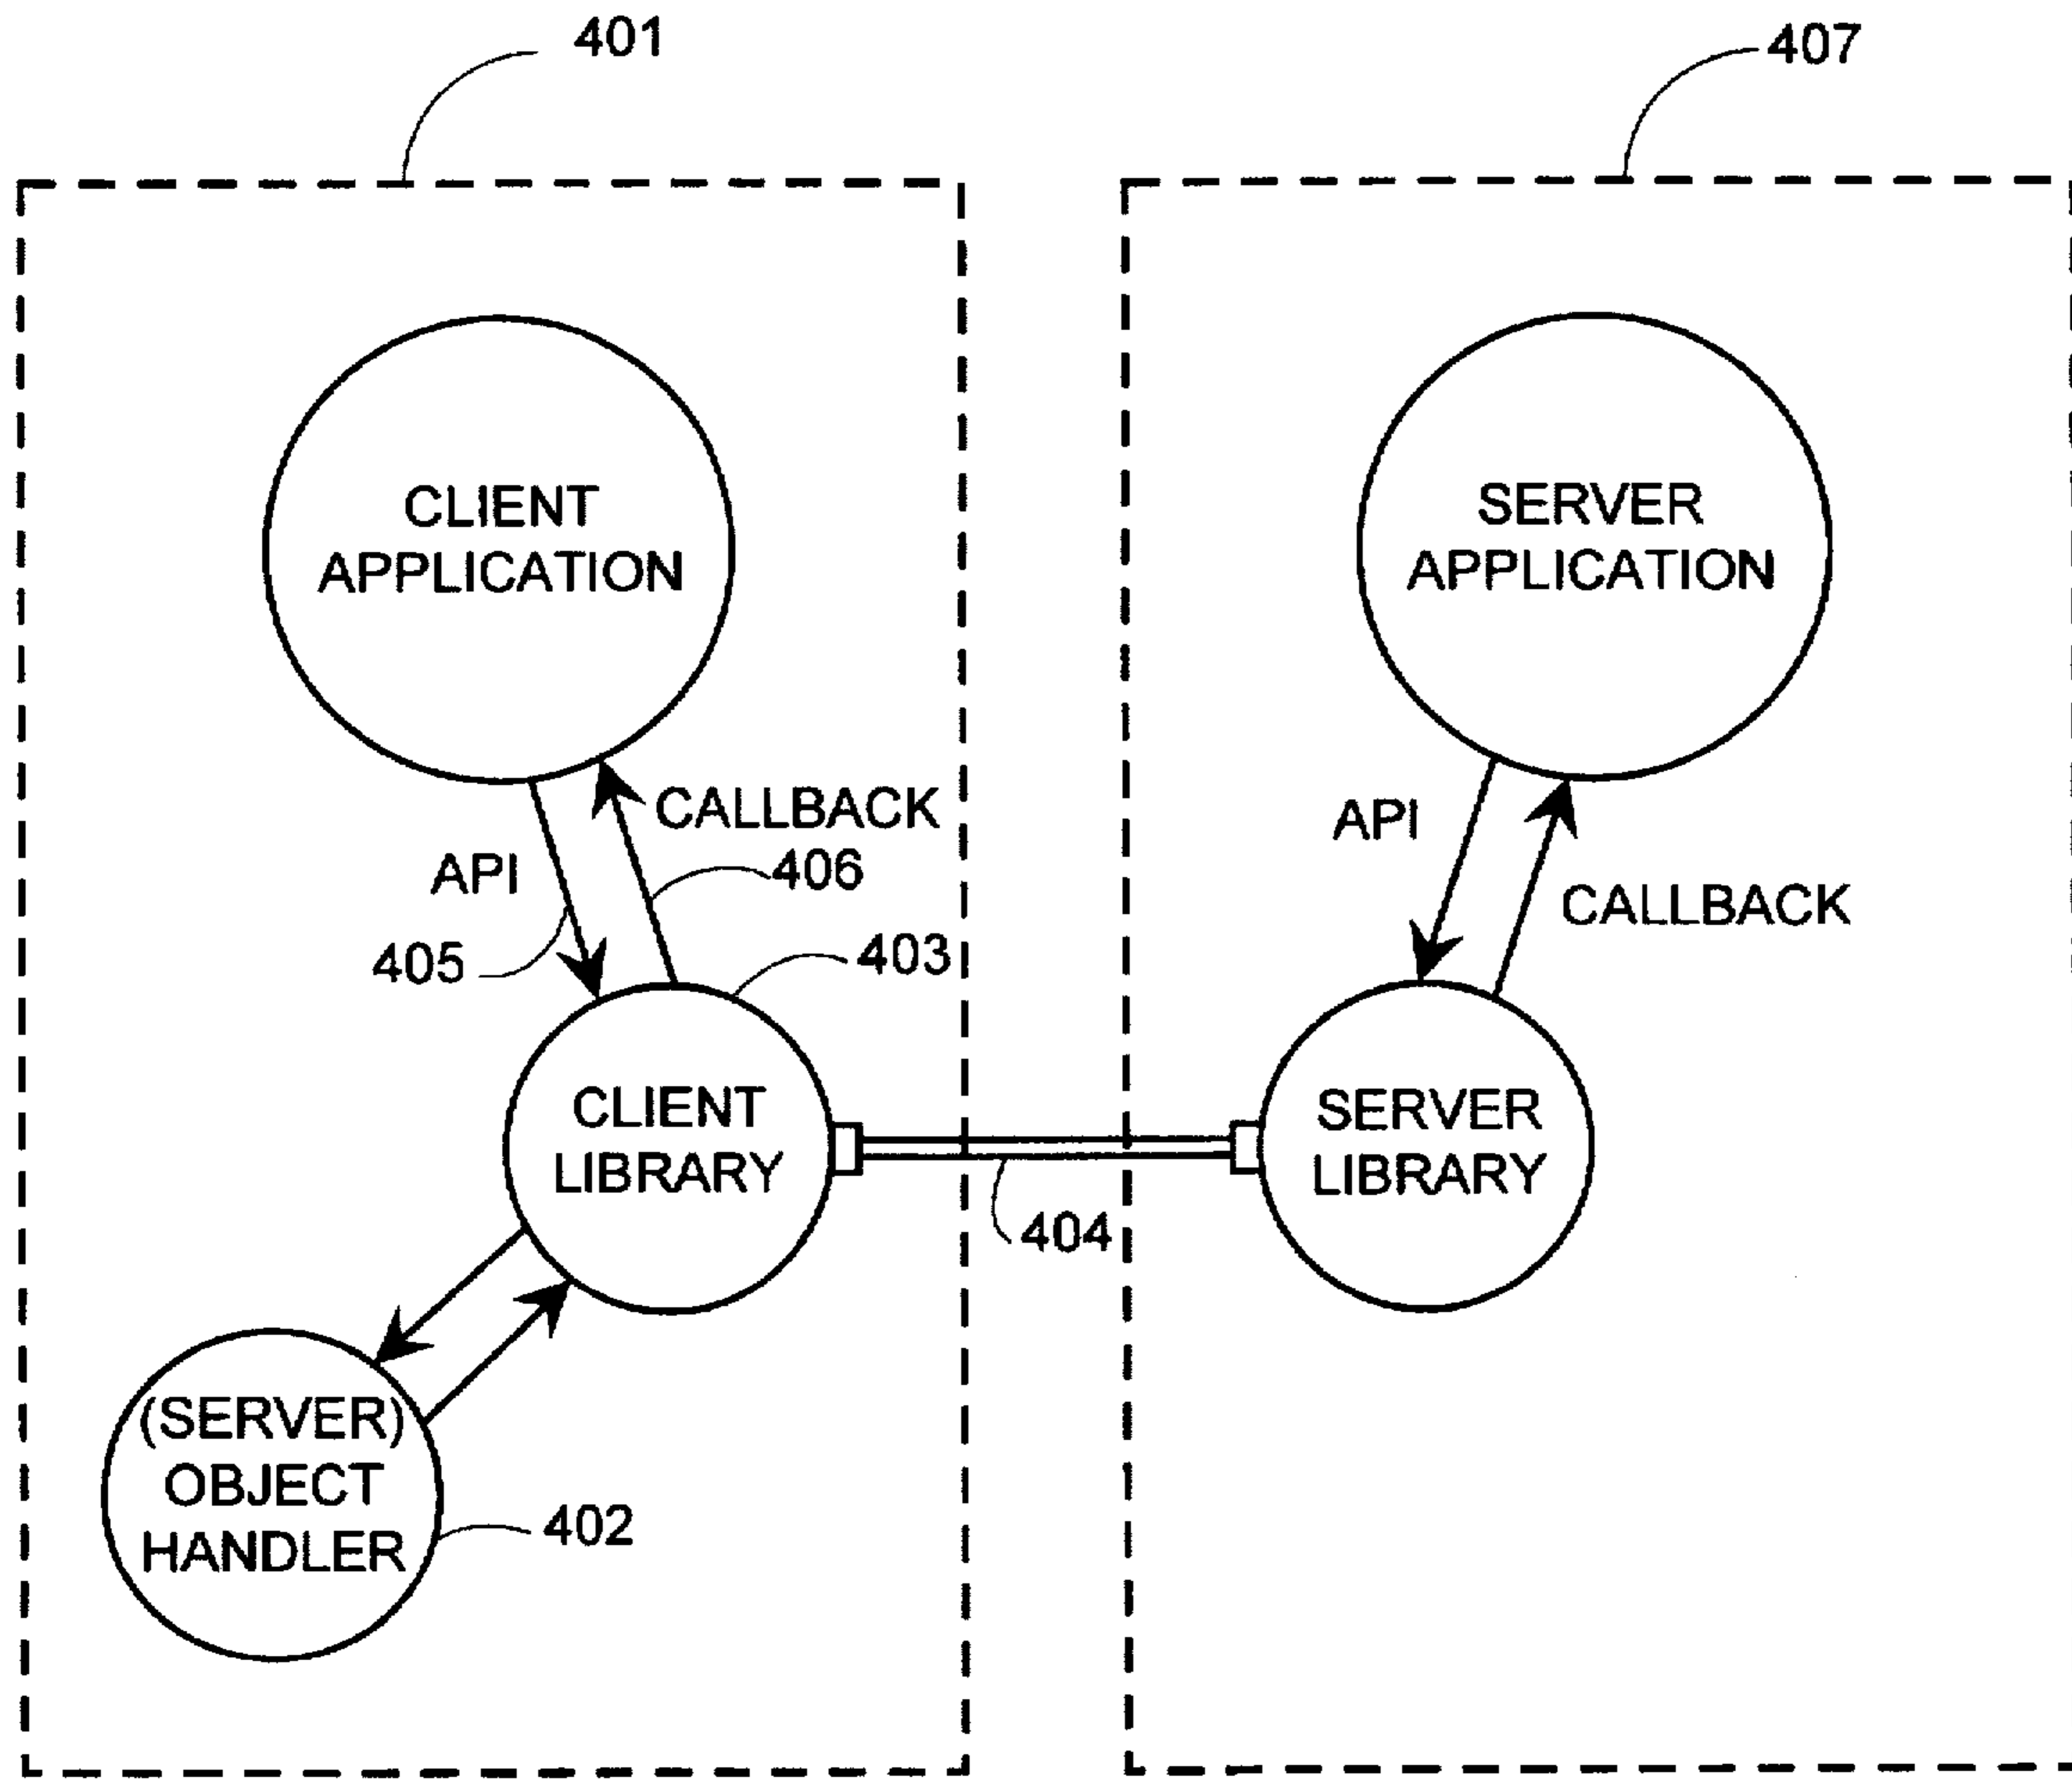 401
407
CLIENT
APPLICATION
SERVER
APPLICATION
CALLBACK
API
406
405
403
API
CALLBACK
CLIENT
LIBRARY
SERVER
LIBRARY
404
(SERVER)
OBJECT
HANDLER
402